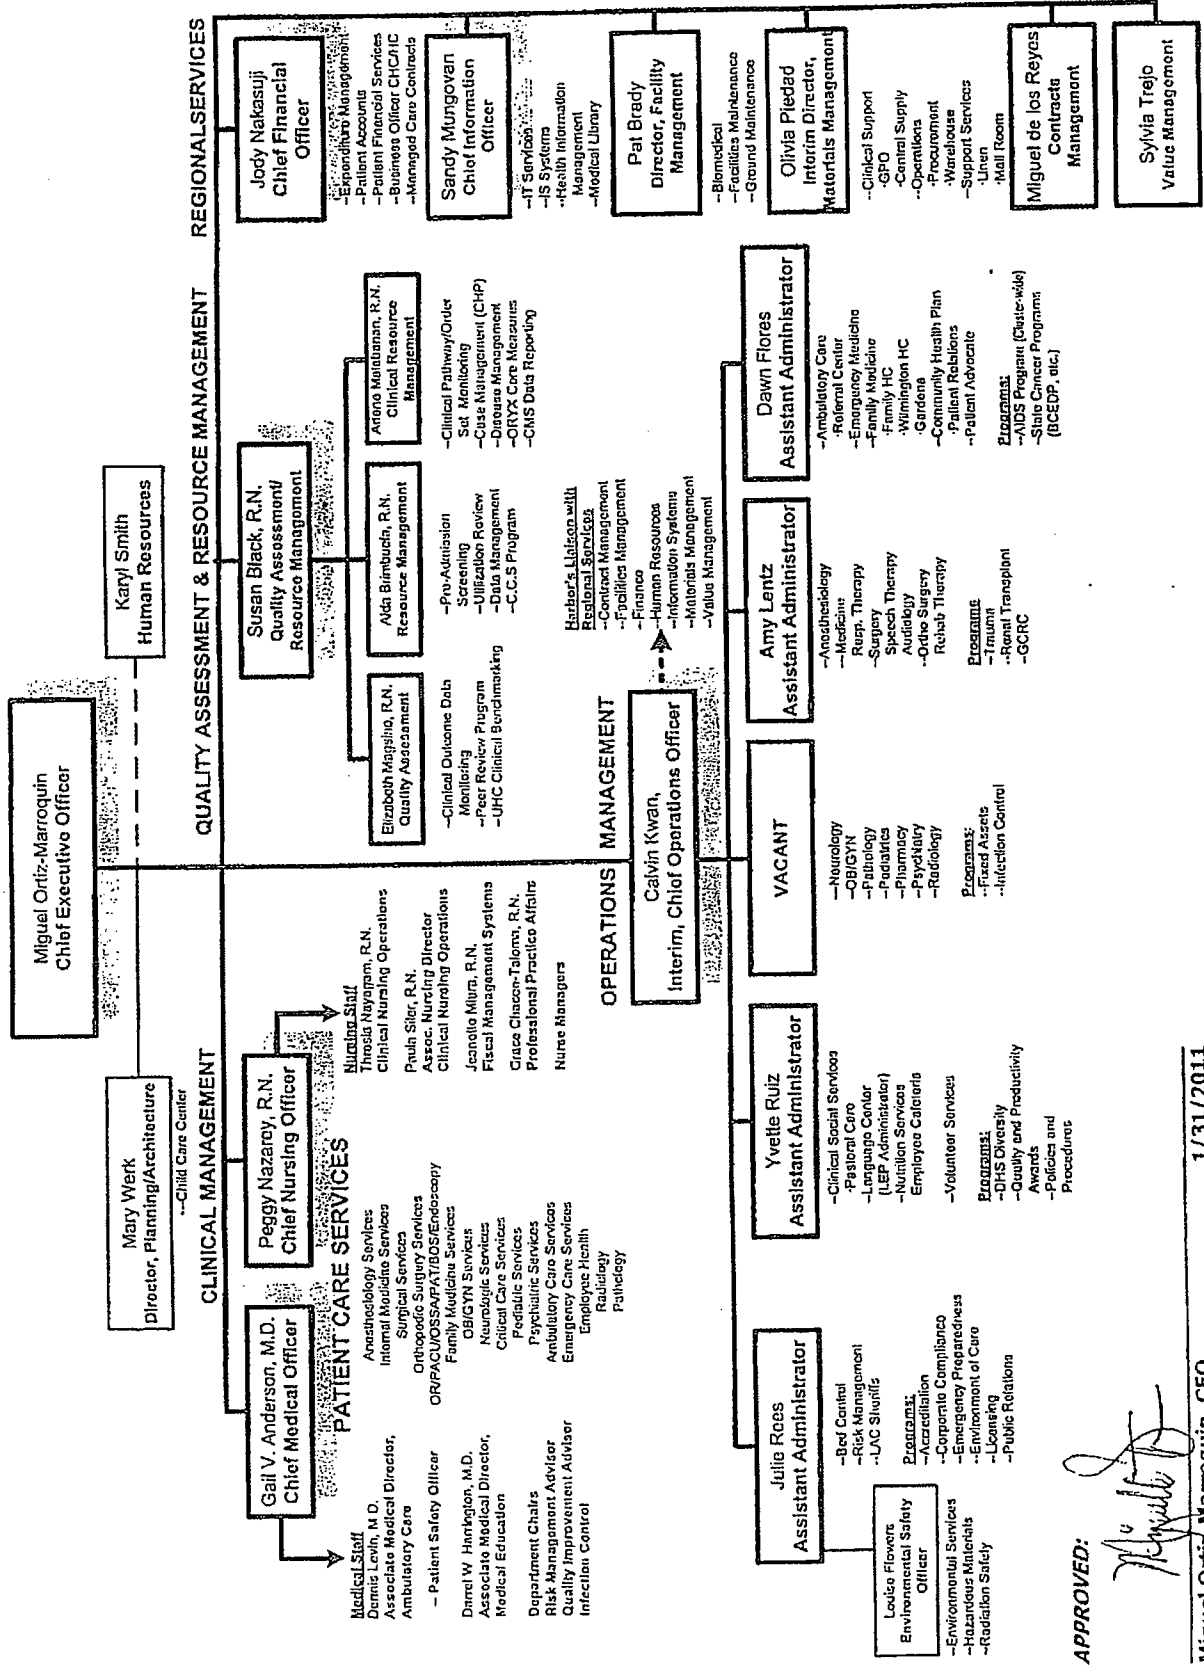 Miguel Ortiz-Marroquin
Chief Executive Officer
Mary Werk
Director, Planning/Architecture
--Child Care Center
Karyl Smith
Human Resources
CLINICAL MANAGEMENT
QUALITY ASSESSMENT & RESOURCE MANAGEMENT
REGIONAL SERVICES
Gail V. Anderson, M.D.
Chief Medical Officer
Peggy Nazarey, R.N.
Chief Nursing Officer
PATIENT CARE SERVICES
Medical Staff
Dennis Levin, M.D.
Associate Medical Director,
Ambulatory Care
– Patient Safety Officer
Darrel W. Harrington, M.D.
Associate Medical Director,
Medical Education
Department Chairs
Risk Management Advisor
Quality Improvement Advisor
Infection Control
Anesthesiology Services
Internal Medicine Services
Surgical Services
Orthopedic Surgery Services
OR/PACU/OSSA/PAT/BOS/Endoscopy
Family Medicine Services
OB/GYN Services
Neurologic Services
Critical Care Services
Pediatric Services
Psychiatric Services
Ambulatory Care Services
Emergency Care Services
Employee Health
Radiology
Pathology
Nursing Staff
Thresia Nayagam, R.N.
Clinical Nursing Operations
Paula Siler, R.N.
Assoc. Nursing Director
Clinical Nursing Operations
Jeanette Miura, R.N.
Fiscal Management Systems
Grace Chacon-Taloma, R.N.
Professional Practice Affairs
Nurse Managers
Susan Black, R.N.
Quality Assessment/
Resource Management
Elizabeth Magsino, R.N.
Quality Assessment
--Clinical Outcome Data
Monitoring
--Peer Review Program
--UHC Clinical Benchmarking
Aida Brimbuela, R.N.
Resource Management
--Pre-Admission
Screening
--Utilization Review
--Data Management
--C.C.S Program
Malabanan, R.N.
Clinical Resource
Management
--Clinical Pathway/Order
Set Monitoring
--Case Management (CHP)
--Disease Management
--ORYX Core Measures
--CMS Data Reporting
Jody Nakasuji
Chief Financial
Officer
--Expenditure Management
--Patient Accounts
--Patient Financial Services
--Business Officer CHC/AIC
--Managed Care Contracts
Sandy Mungovan
Chief Information
Officer
--IT Services
--IS Systems
--Health Information
Management
--Medical Library
Pat Brady
Director, Facility
Management
--Biomedical
--Facilities Maintenance
--Ground Maintenance
Olivia Piedad
Interim Director,
Materials Management
--Clinical Support
·GPO
·Central Supply
--Operations
·Procurement
·Warehouse
--Support Services
·Linen
·Mail Room
Miguel de los Reyes
Contracts
Management
Sylvia Trejo
Value Management
OPERATIONS MANAGEMENT
Calvin Kwan,
Interim, Chief Operations Officer
Harbor's Liaison with
Regional Services
--Contract Management
--Facilities Management
--Finance
--Human Resources
--Information Systems
--Materials Management
--Value Management
Julie Rees
Assistant Administrator
--Bed Control
--Risk Management
--LAC Sheriffs
Programs:
--Accreditation
--Corporate Compliance
--Emergency Preparedness
--Environment of Care
--Licensing
--Public Relations
Louise Flowers
Environmental Safety
Officer
--Environmental Services
--Hazardous Materials
--Radiation Safety
Yvette Ruiz
Assistant Administrator
--Clinical Social Services
·Pastoral Care
--Language Center
(LEP Administrator)
--Nutrition Services
Employee Cafeteria
--Volunteer Services
Programs:
--DHS Diversity
--Quality and Productivity
Awards
--Policies and
Procedures
VACANT
--Neurology
--OB/GYN
--Pathology
--Pediatrics
--Pharmacy
--Psychiatry
--Radiology
Programs:
--Fixed Assets
--Infection Control
Amy Lentz
Assistant Administrator
--Anesthesiology
--Medicine
Resp. Therapy
--Surgery
Speech Therapy
Audiology
--Ortho Surgery
Rehab Therapy
Programs
--Trauma
--Renal Transplant
--GCRC
Dawn Flores
Assistant Administrator
--Ambulatory Care
·Referral Center
--Emergency Medicine
--Family Medicine
·Family HC
·Wilmington HC
·Gardena
--Community Health Plan
·Patient Relations
--Patient Advocate
Programs:
--AIDS Program (Cluster-wide)
--State Cancer Programs
(BCEDP, etc.)
APPROVED:
Miguel Ortiz-Marroquin, CEO
1/31/2011